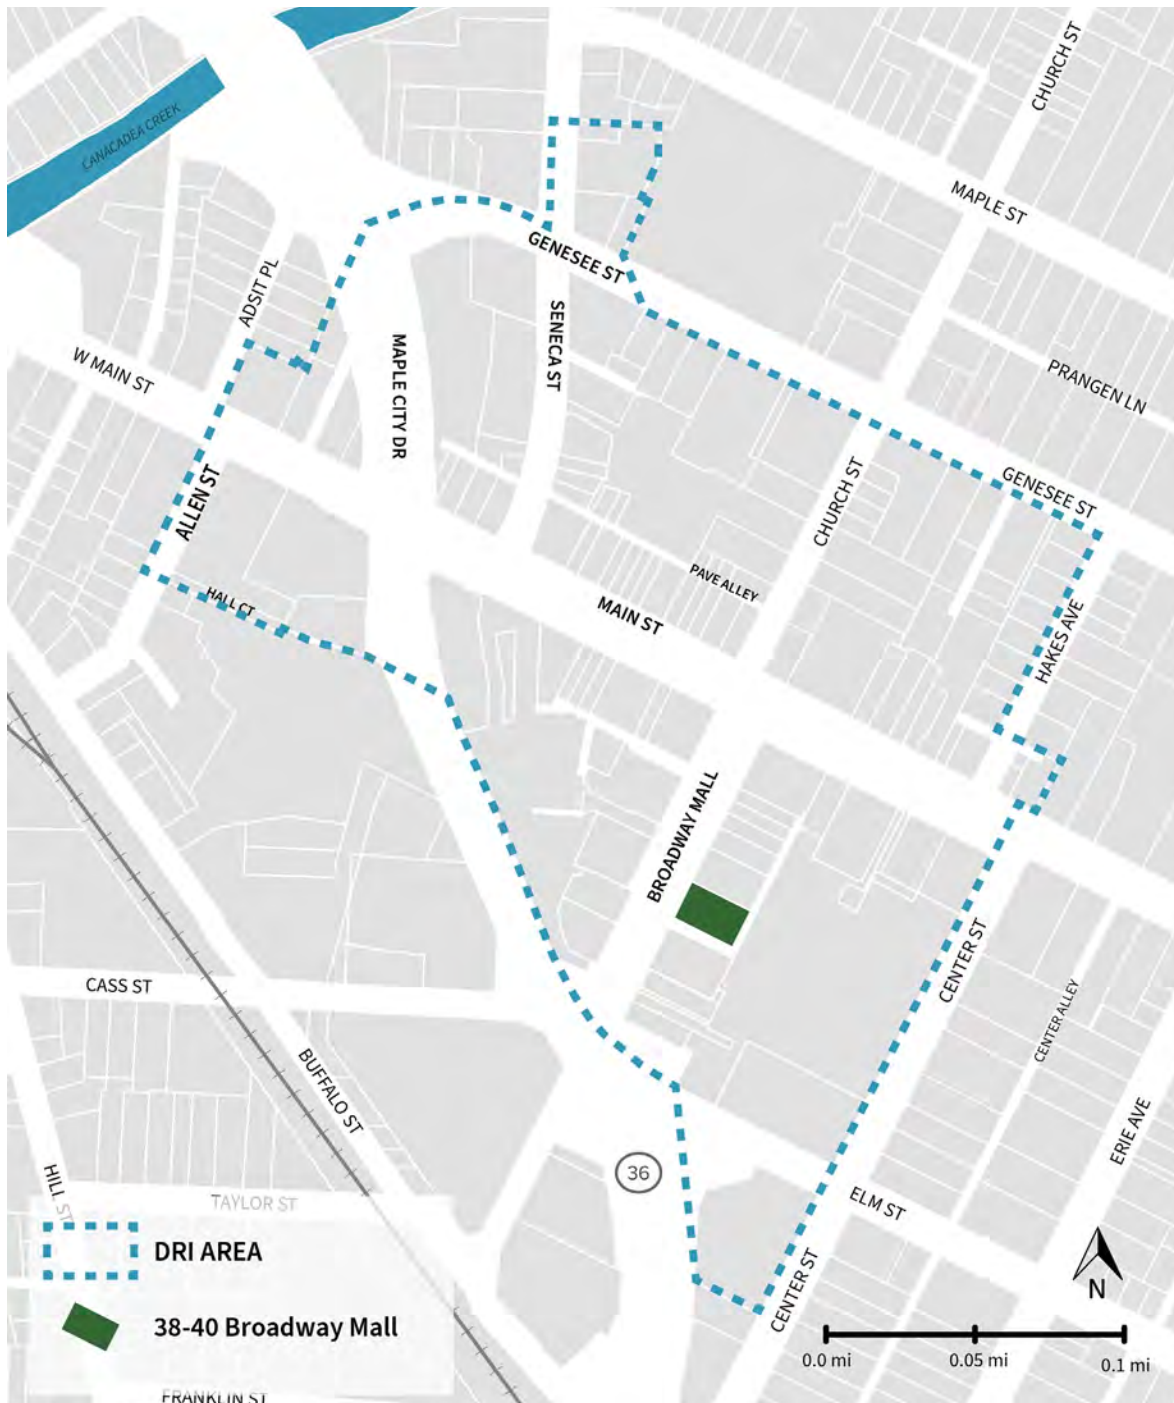 CHURCH ST
CANACADEA CREEK
MAPLE ST
GENESEE ST
ADSIT PL
SENECA ST
MAPLE CITY DR
W MAIN ST
PRANGEN LN
ALLEN ST
GENESEE ST
CHURCH ST
PAVE ALLEY
HALL CT
MAIN ST
HAKES AVE
BROADWAY MALL
CENTER ST
CASS ST
CENTER ALLEY
BUFFALO ST
ERIE AVE
36
HILL ST
TAYLOR ST
ELM ST
DRI AREA
CENTER ST
N
38-40 Broadway Mall
0.0 mi 0.05 mi 0.1 mi
FRANKLIN ST